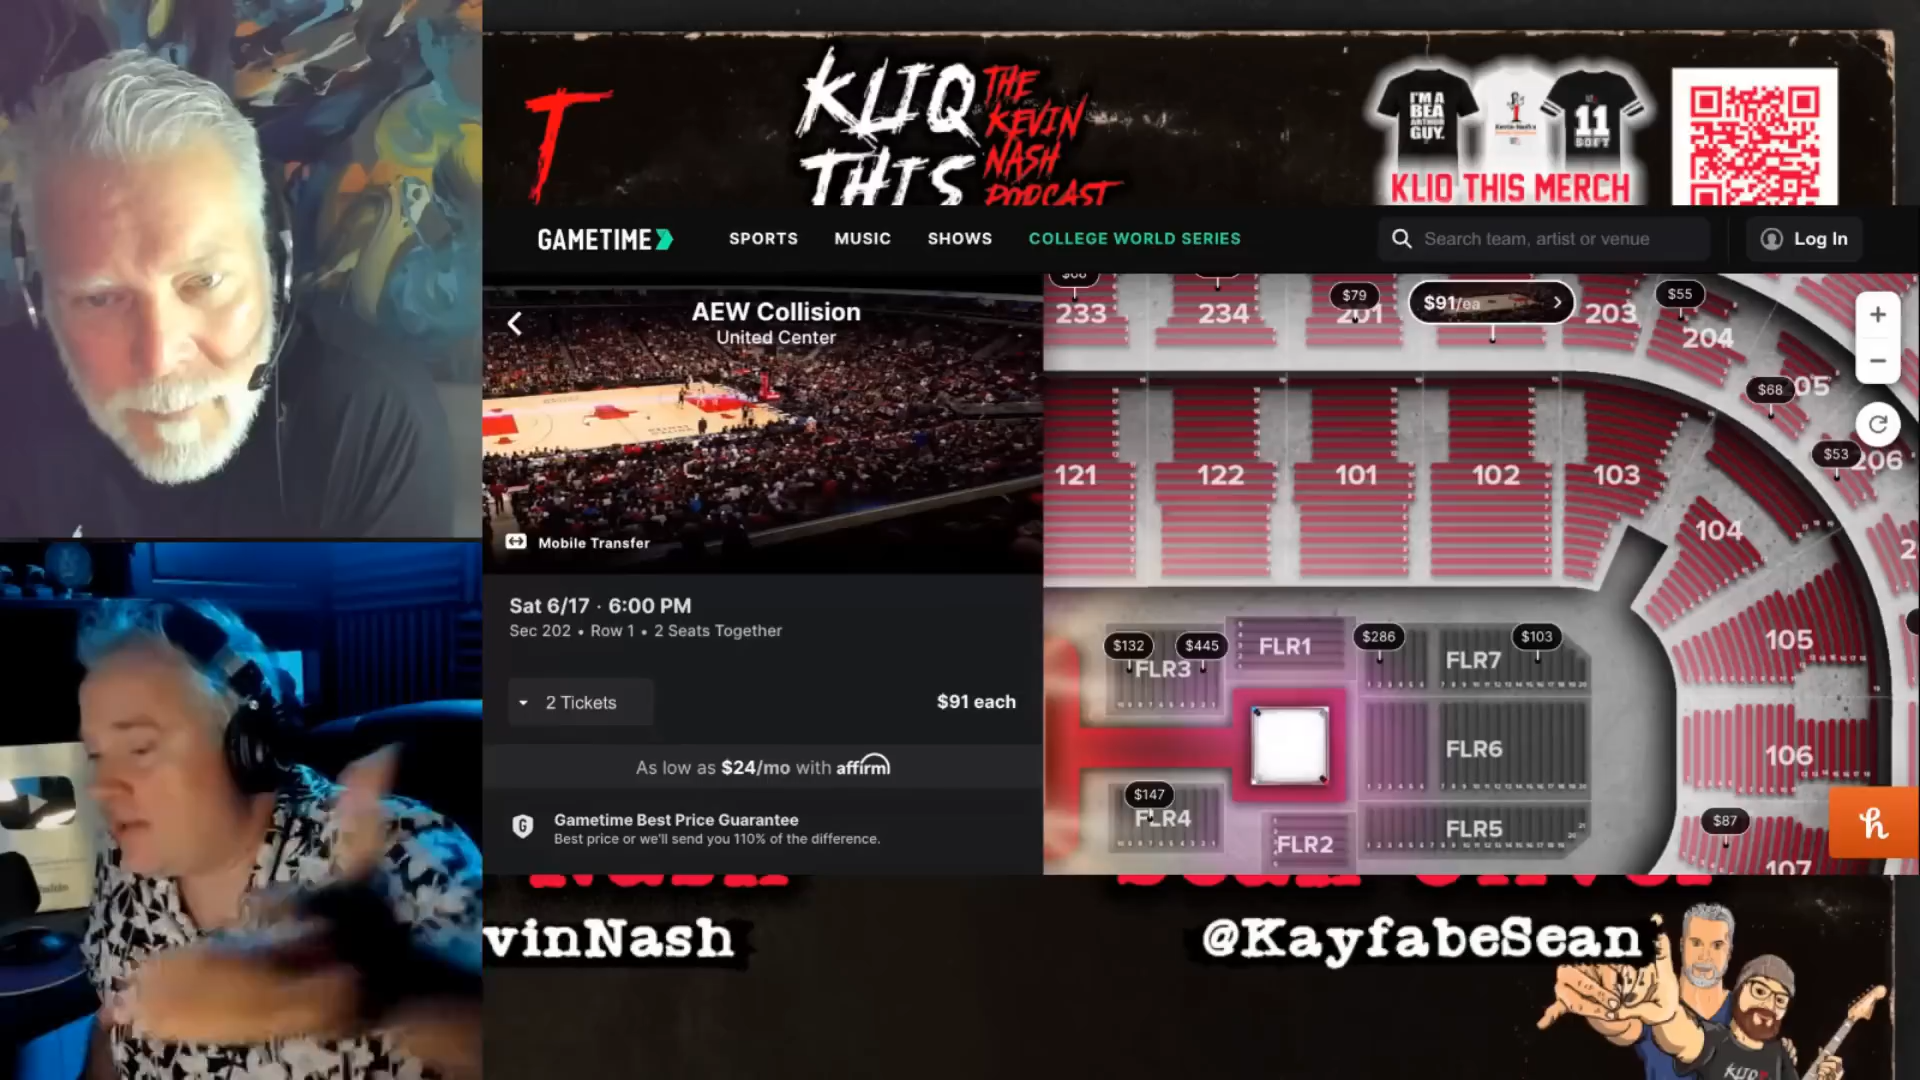 KLIQ THE
KEVIN
NASH
THIS PODCAST
T
I'M A
BEA
ARTHUR
GUY.
11
KLIQ THIS MERCH
GAMETIME
SPORTS
MUSIC
SHOWS
COLLEGE WORLD SERIES
Search team, artist or venue
Log In
AEW Collision
United Center
Mobile Transfer
Sat 6/17 · 6:00 PM
Sec 202 • Row 1 • 2 Seats Together
2 Tickets
$91 each
As low as $24/mo with affirm
Gametime Best Price Guarantee
Best price or we'll send you 110% of the difference.
$68
233
234
$79
201
$91/ea
203
$55
204
$68
05
$53
206
121
122
101
102
103
104
2
105
106
107
$132
$445
FLR3
FLR1
$286
$103
FLR7
FLR6
$147
FLR4
FLR2
FLR5
$87
+
−
h
vinNash
@KayfabeSean